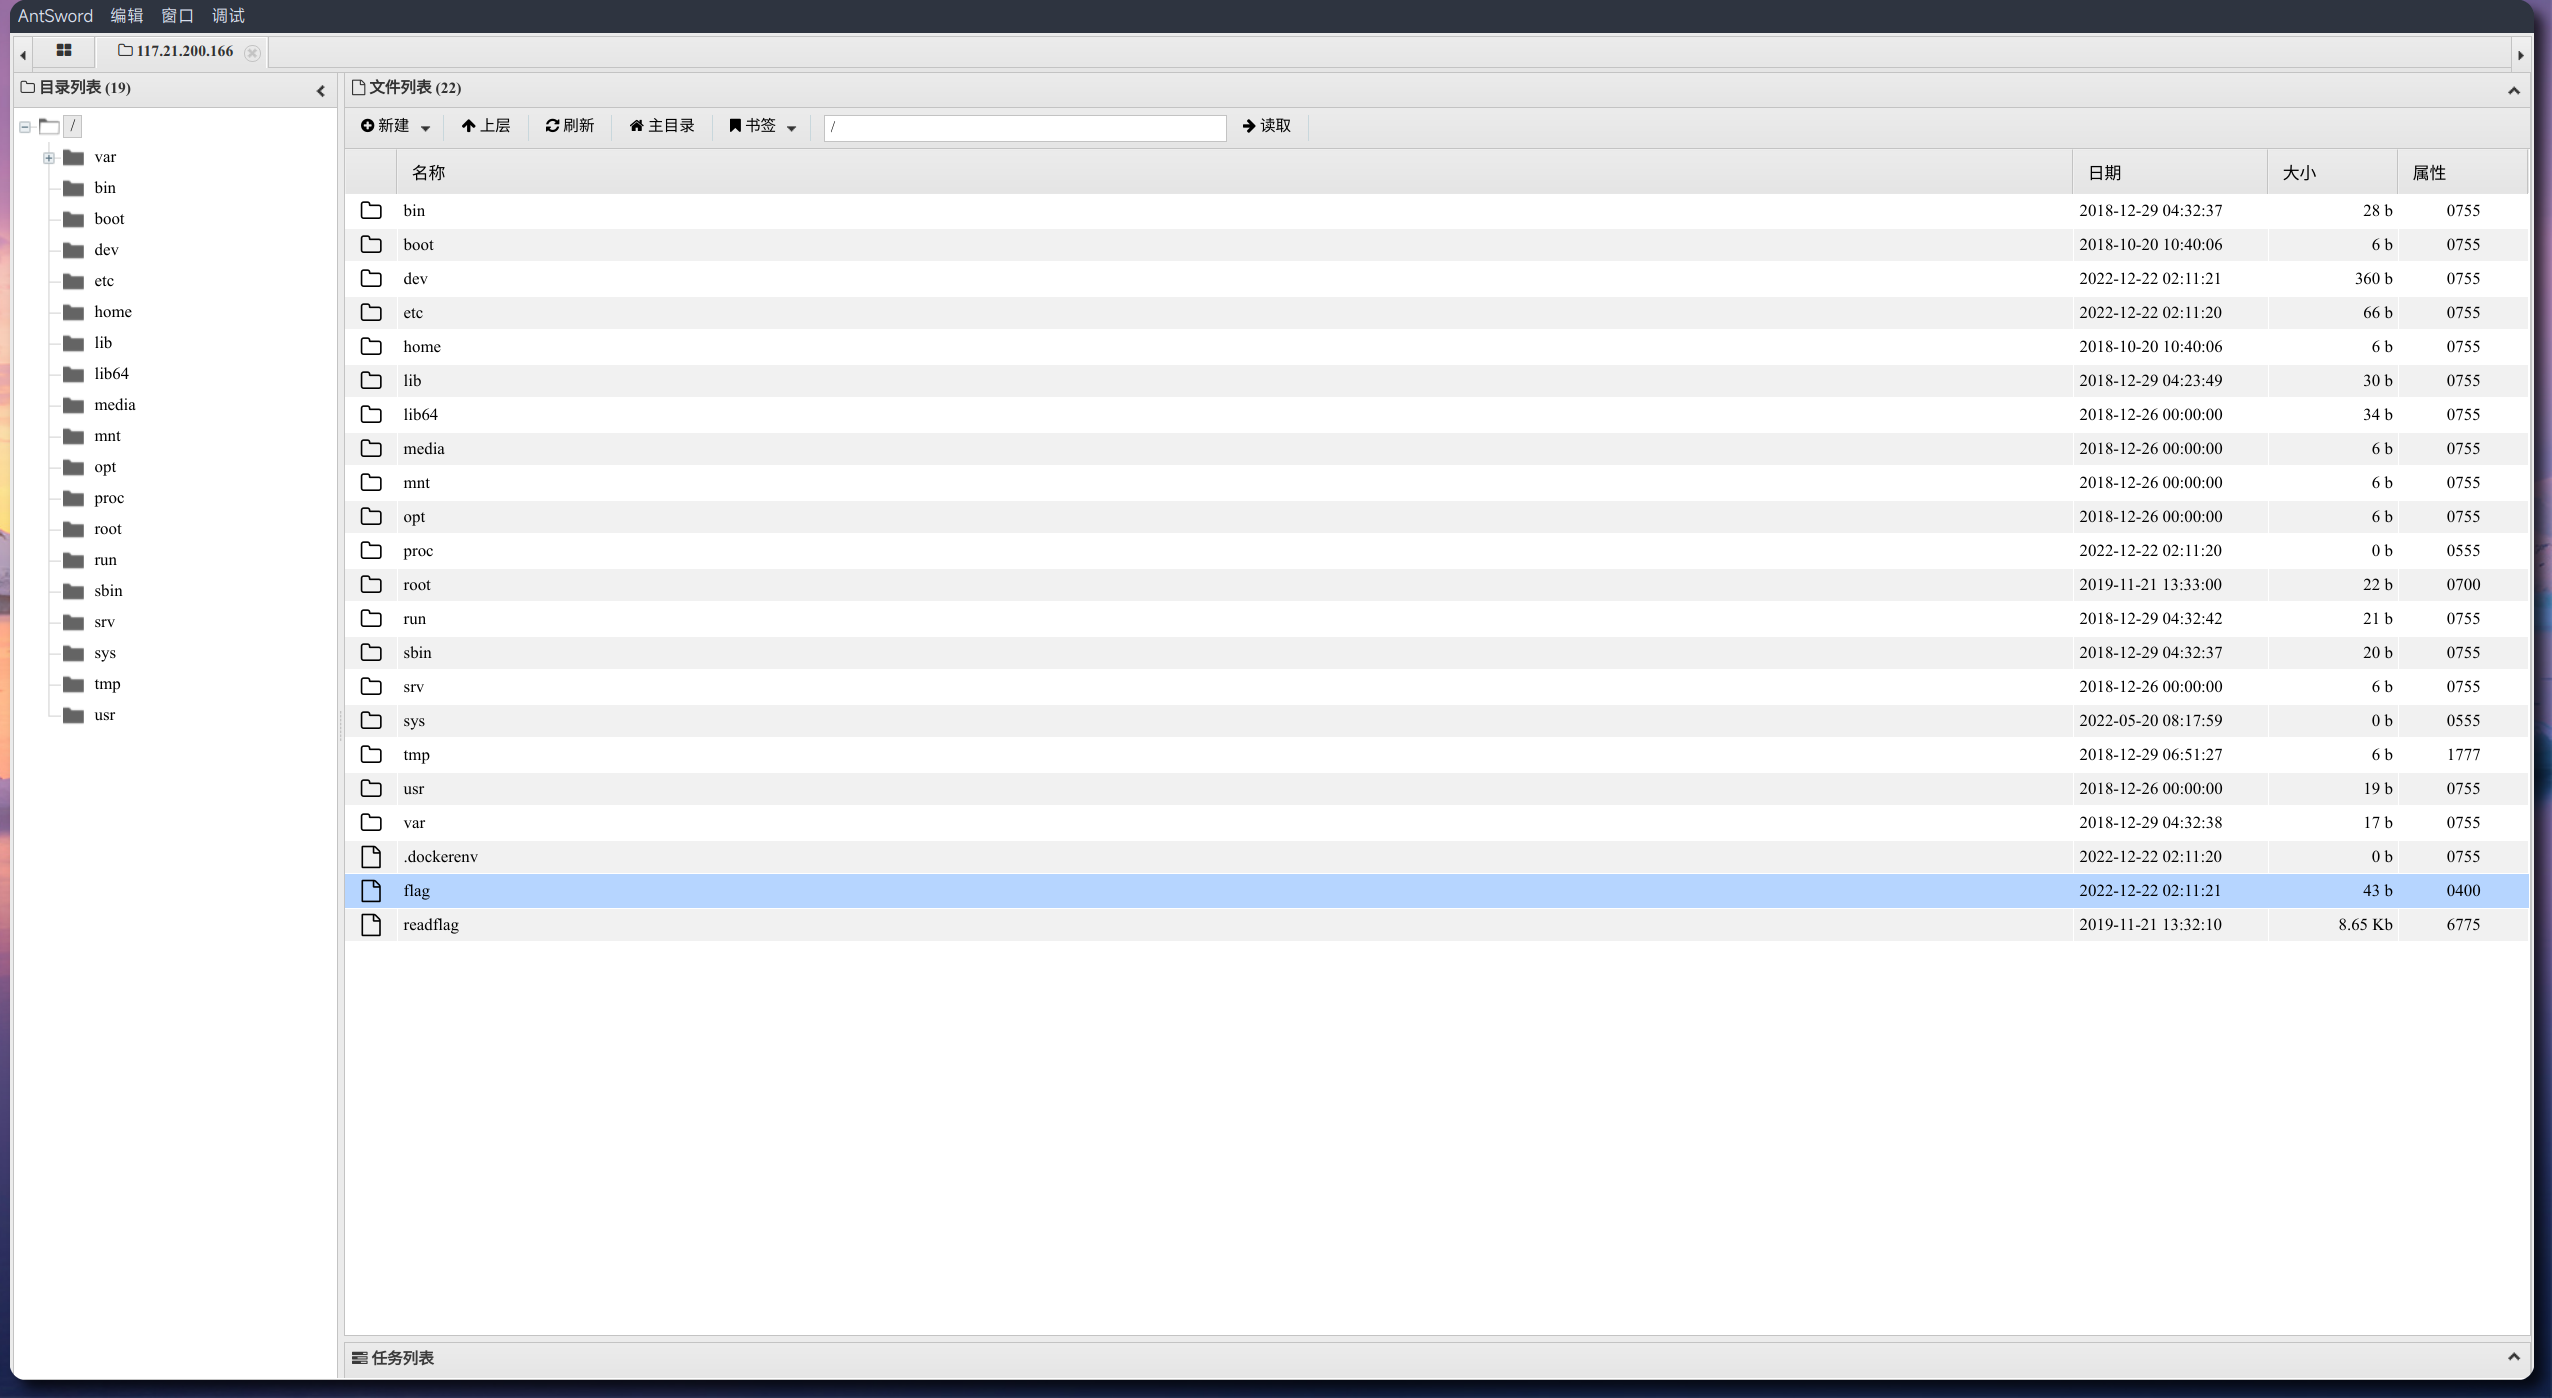 AntSword 编辑 窗口 调试
117.21.200.166
目录列表 (19)
/
var
bin
boot
dev
etc
home
lib
lib64
media
mnt
opt
proc
root
run
sbin
srv
sys
tmp
usr
文件列表 (22)
新建 上层 刷新 主目录 书签 / 读取
名称 日期 大小 属性
bin 2018-12-29 04:32:37 28 b 0755
boot 2018-10-20 10:40:06 6 b 0755
dev 2022-12-22 02:11:21 360 b 0755
etc 2022-12-22 02:11:20 66 b 0755
home 2018-10-20 10:40:06 6 b 0755
lib 2018-12-29 04:23:49 30 b 0755
lib64 2018-12-26 00:00:00 34 b 0755
media 2018-12-26 00:00:00 6 b 0755
mnt 2018-12-26 00:00:00 6 b 0755
opt 2018-12-26 00:00:00 6 b 0755
proc 2022-12-22 02:11:20 0 b 0555
root 2019-11-21 13:33:00 22 b 0700
run 2018-12-29 04:32:42 21 b 0755
sbin 2018-12-29 04:32:37 20 b 0755
srv 2018-12-26 00:00:00 6 b 0755
sys 2022-05-20 08:17:59 0 b 0555
tmp 2018-12-29 06:51:27 6 b 1777
usr 2018-12-26 00:00:00 19 b 0755
var 2018-12-29 04:32:38 17 b 0755
.dockerenv 2022-12-22 02:11:20 0 b 0755
flag 2022-12-22 02:11:21 43 b 0400
readflag 2019-11-21 13:32:10 8.65 Kb 6775
任务列表